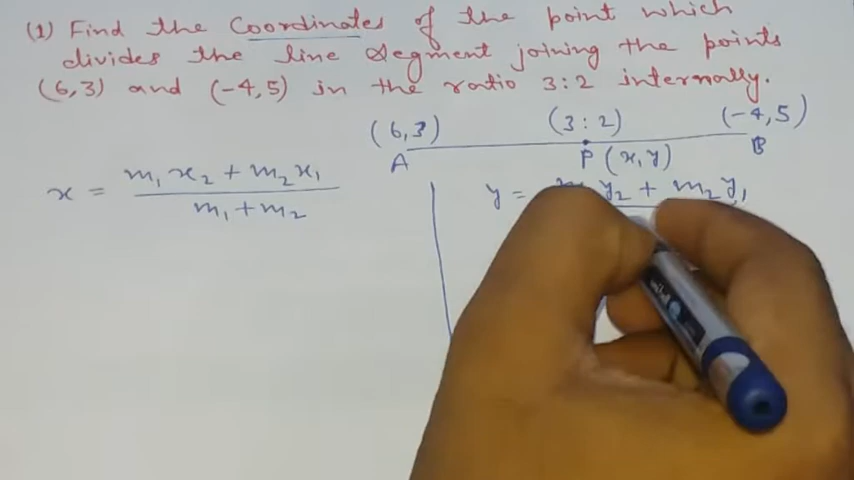 (1) Find the Coordinates of the point which
divides the line segment joining the points
(6,3) and (-4,5) in the ratio 3:2 internally.
(6,3) (3:2) (-4,5)
A P (x,y) B
x = m₁x₂ + m₂x₁ / m₁ + m₂
y = y₂ + m₂y₁